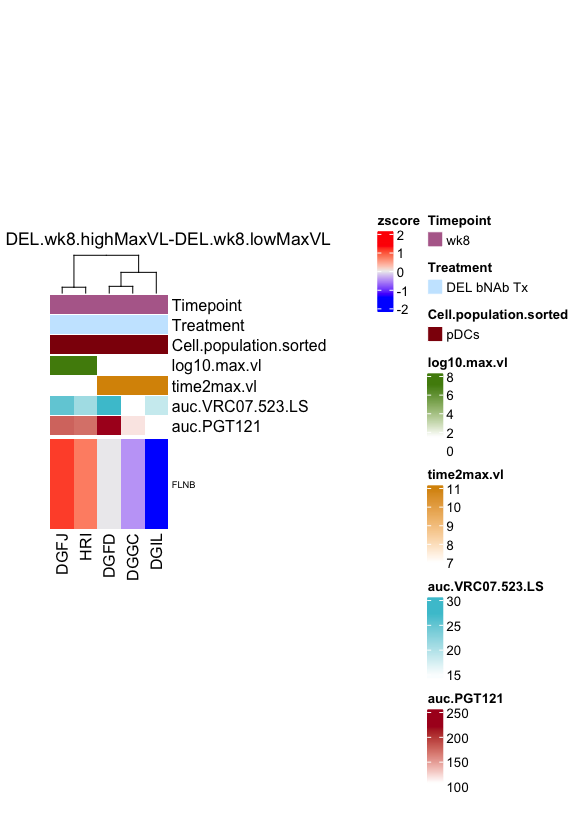 DEL.wk8.highMaxVL-DEL.wk8.lowMaxVL
Timepoint
Treatment
Cell.population.sorted
log10.max.vl
time2max.vl
auc.VRC07.523.LS
auc.PGT121
FLNB
DGFJ
HRI
DGFD
DGGC
DGIL
zscore
2
1
0
-1
-2
Timepoint
wk8
Treatment
DEL bNAb Tx
Cell.population.sorted
pDCs
log10.max.vl
8
6
4
2
0
time2max.vl
11
10
9
8
7
auc.VRC07.523.LS
30
25
20
15
auc.PGT121
250
200
150
100